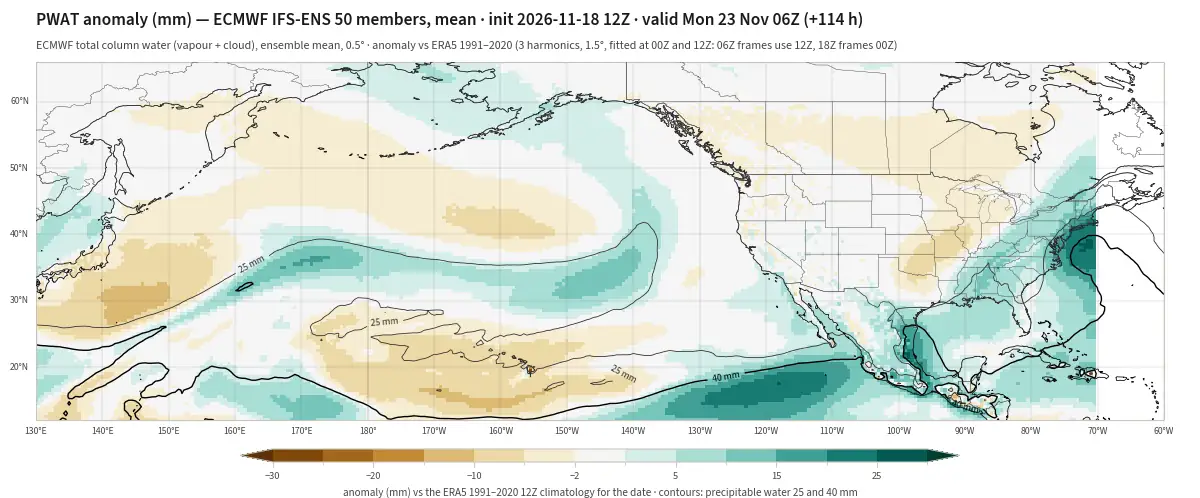 PWAT anomaly (mm) — ECMWF IFS-ENS 50 members, mean · init 2026-11-18 12Z · valid Mon 23 Nov 06Z (+114 h)
ECMWF total column water (vapour + cloud), ensemble mean, 0.5° · anomaly vs ERA5 1991–2020 (3 harmonics, 1.5°, fitted at 00Z and 12Z: 06Z frames use 12Z, 18Z frames 00Z)
60°N
50°N
40°N
30°N
20°N
25 mm
25 mm
25 mm
40 mm
130°E 140°E 150°E 160°E 170°E 180° 170°W 160°W 150°W 140°W 130°W 120°W 110°W 100°W 90°W 80°W 70°W 60°W
−30 −20 −10 −2 5 15 25
anomaly (mm) vs the ERA5 1991–2020 12Z climatology for the date · contours: precipitable water 25 and 40 mm